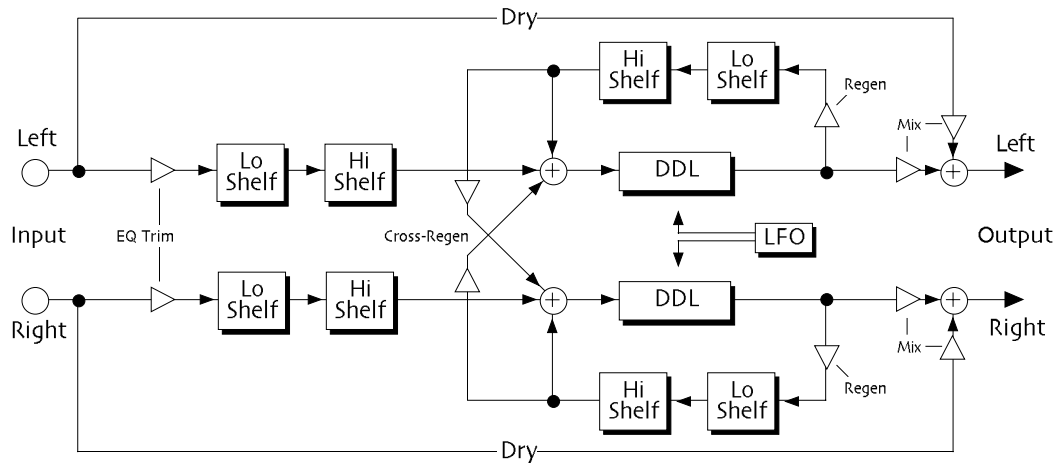 Dry
Hi
Shelf
Lo
Shelf
Regen
Mix
Left
Lo
Shelf
Hi
Shelf
DDL
Left
Input
EQ Trim
Cross-Regen
LFO
Output
Right
Lo
Shelf
Hi
Shelf
DDL
Right
Mix
Hi
Shelf
Lo
Shelf
Regen
Dry